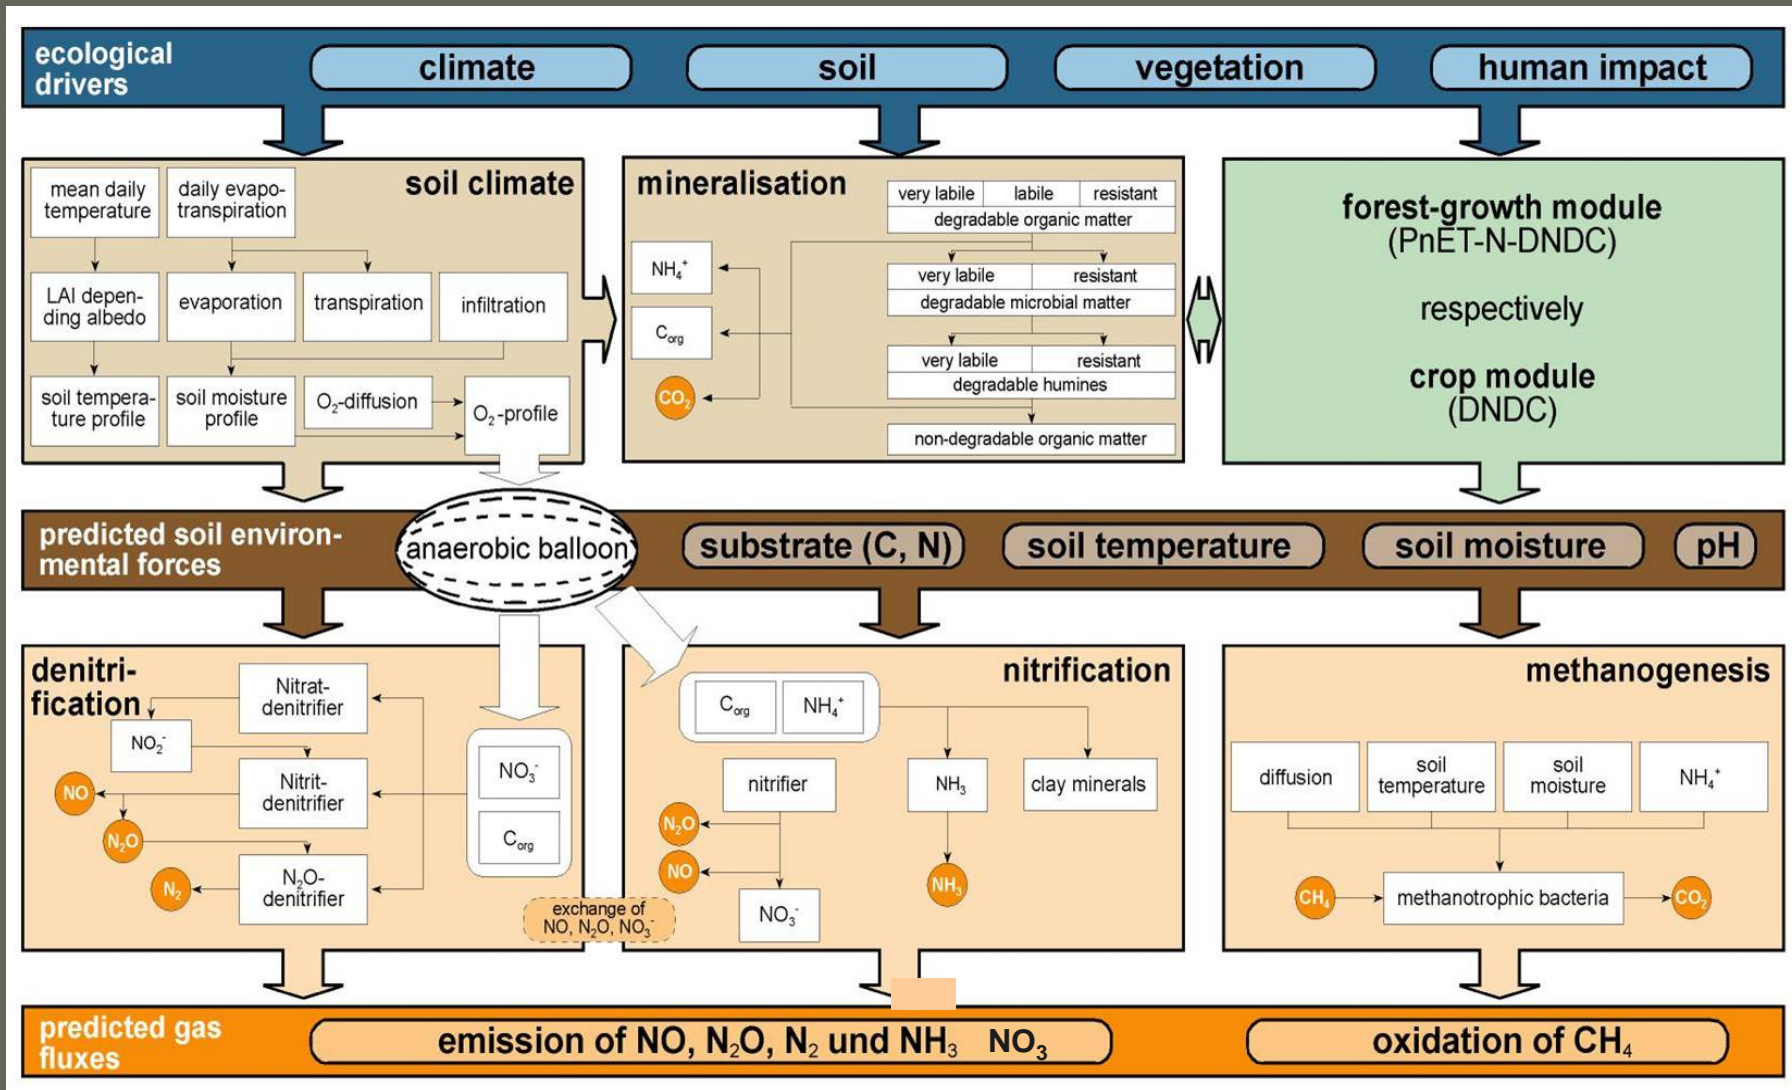 ecological
drivers
climate
soil
vegetation
human impact
soil climate
mean daily
temperature
daily evapo-
transpiration
LAI depen-
ding albedo
evaporation
transpiration
infiltration
soil tempera-
ture profile
soil moisture
profile
O₂-diffusion
O₂-profile
mineralisation
very labile
labile
resistant
degradable organic matter
NH₄⁺
very labile
resistant
degradable microbial matter
C_org
very labile
resistant
degradable humines
CO₂
non-degradable organic matter
forest-growth module
(PnET-N-DNDC)
respectively
crop module
(DNDC)
predicted soil environ-
mental forces
anaerobic balloon
substrate (C, N)
soil temperature
soil moisture
pH
denitri-
fication
Nitrat-
denitrifier
NO₂⁻
Nitrit-
denitrifier
NO
N₂O
N₂O-
denitrifier
N₂
NO₃⁻
C_org
exchange of
NO, N₂O, NO₃⁻
nitrification
C_org
NH₄⁺
nitrifier
NH₃
clay minerals
N₂O
NO
NH₃
NO₃⁻
methanogenesis
diffusion
soil
temperature
soil
moisture
NH₄⁺
CH₄
methanotrophic bacteria
CO₂
predicted gas
fluxes
emission of NO, N₂O, N₂ und NH₃ NO₃
oxidation of CH₄